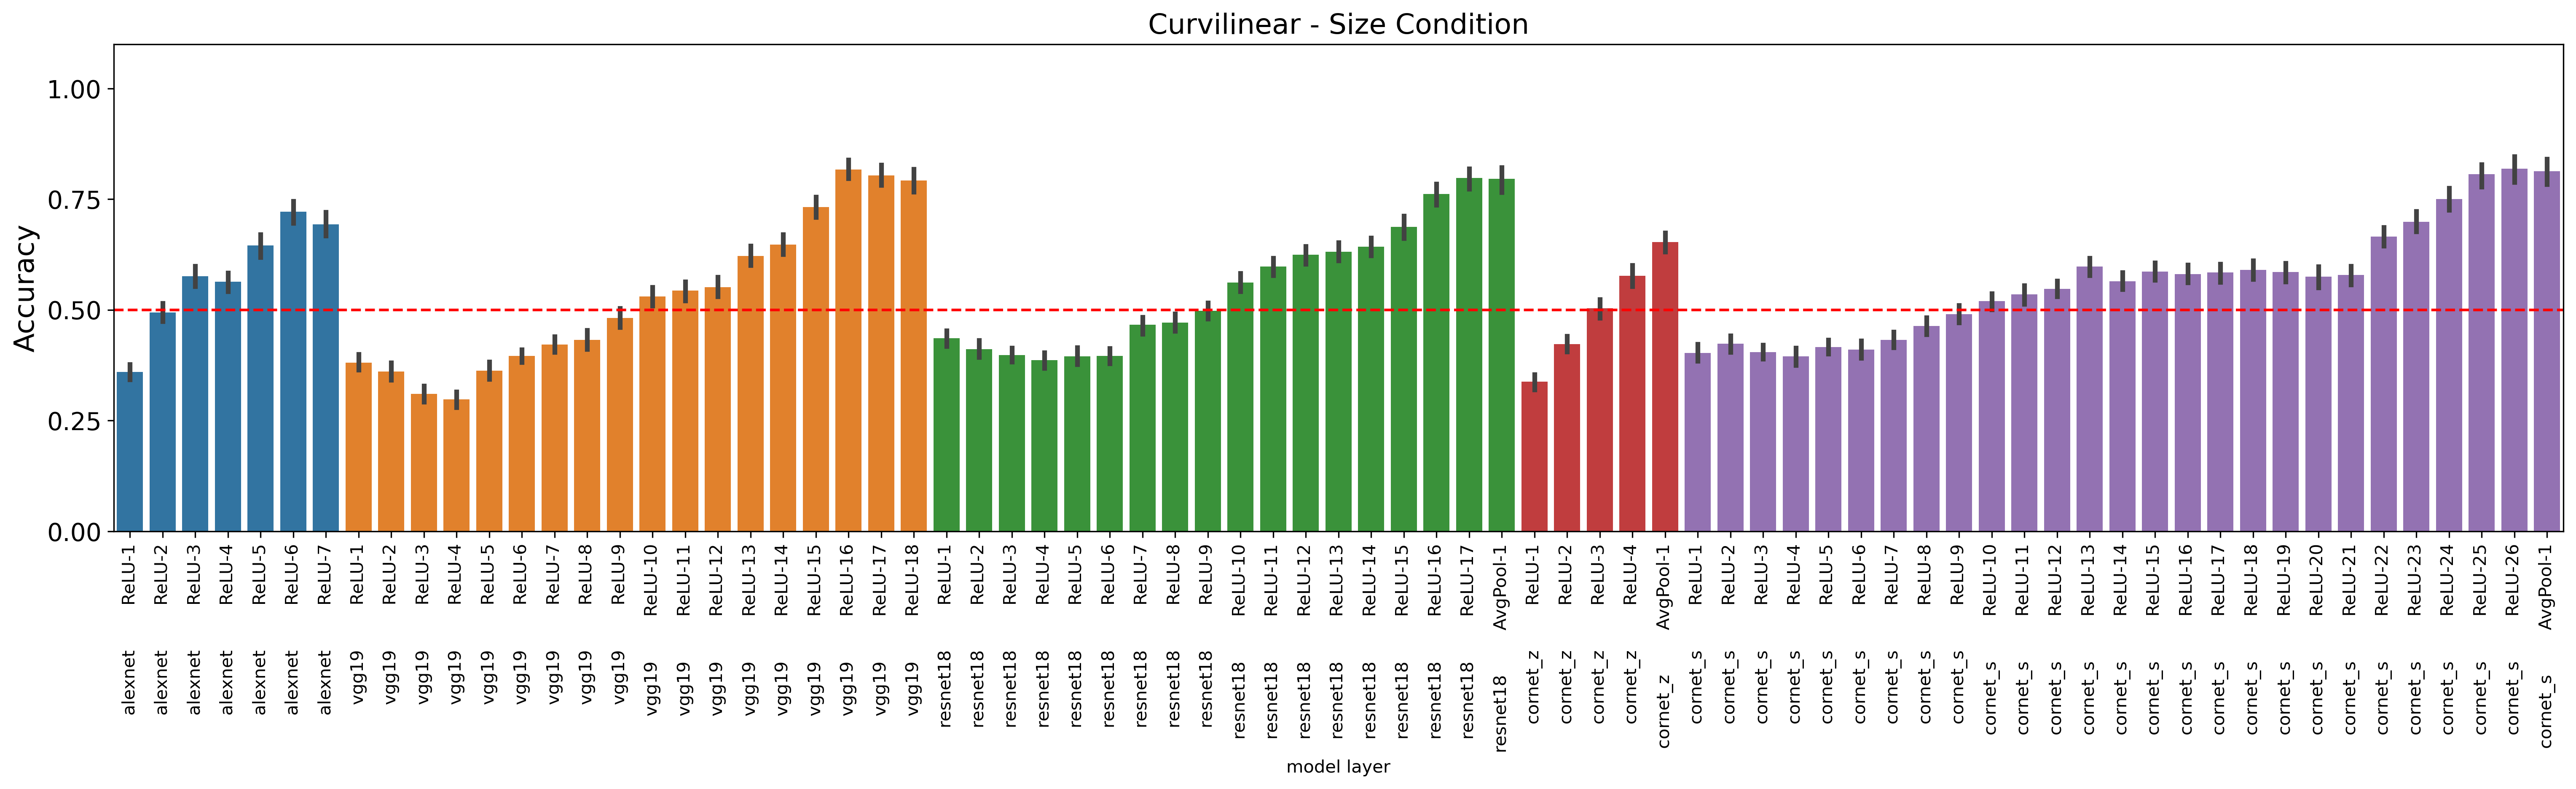 Curvilinear - Size Condition
Accuracy
1.00
0.75
0.50
0.25
0.00
alexnet ReLU-1
alexnet ReLU-2
alexnet ReLU-3
alexnet ReLU-4
alexnet ReLU-5
alexnet ReLU-6
alexnet ReLU-7
vgg19 ReLU-1
vgg19 ReLU-2
vgg19 ReLU-3
vgg19 ReLU-4
vgg19 ReLU-5
vgg19 ReLU-6
vgg19 ReLU-7
vgg19 ReLU-8
vgg19 ReLU-9
vgg19 ReLU-10
vgg19 ReLU-11
vgg19 ReLU-12
vgg19 ReLU-13
vgg19 ReLU-14
vgg19 ReLU-15
vgg19 ReLU-16
vgg19 ReLU-17
vgg19 ReLU-18
resnet18 ReLU-1
resnet18 ReLU-2
resnet18 ReLU-3
resnet18 ReLU-4
resnet18 ReLU-5
resnet18 ReLU-6
resnet18 ReLU-7
resnet18 ReLU-8
resnet18 ReLU-9
resnet18 ReLU-10
resnet18 ReLU-11
resnet18 ReLU-12
resnet18 ReLU-13
resnet18 ReLU-14
resnet18 ReLU-15
resnet18 ReLU-16
resnet18 ReLU-17
resnet18 AvgPool-1
cornet_z ReLU-1
cornet_z ReLU-2
cornet_z ReLU-3
cornet_z ReLU-4
cornet_z AvgPool-1
cornet_s ReLU-1
cornet_s ReLU-2
cornet_s ReLU-3
cornet_s ReLU-4
cornet_s ReLU-5
cornet_s ReLU-6
cornet_s ReLU-7
cornet_s ReLU-8
cornet_s ReLU-9
cornet_s ReLU-10
cornet_s ReLU-11
cornet_s ReLU-12
cornet_s ReLU-13
cornet_s ReLU-14
cornet_s ReLU-15
cornet_s ReLU-16
cornet_s ReLU-17
cornet_s ReLU-18
cornet_s ReLU-19
cornet_s ReLU-20
cornet_s ReLU-21
cornet_s ReLU-22
cornet_s ReLU-23
cornet_s ReLU-24
cornet_s ReLU-25
cornet_s ReLU-26
cornet_s AvgPool-1
model layer